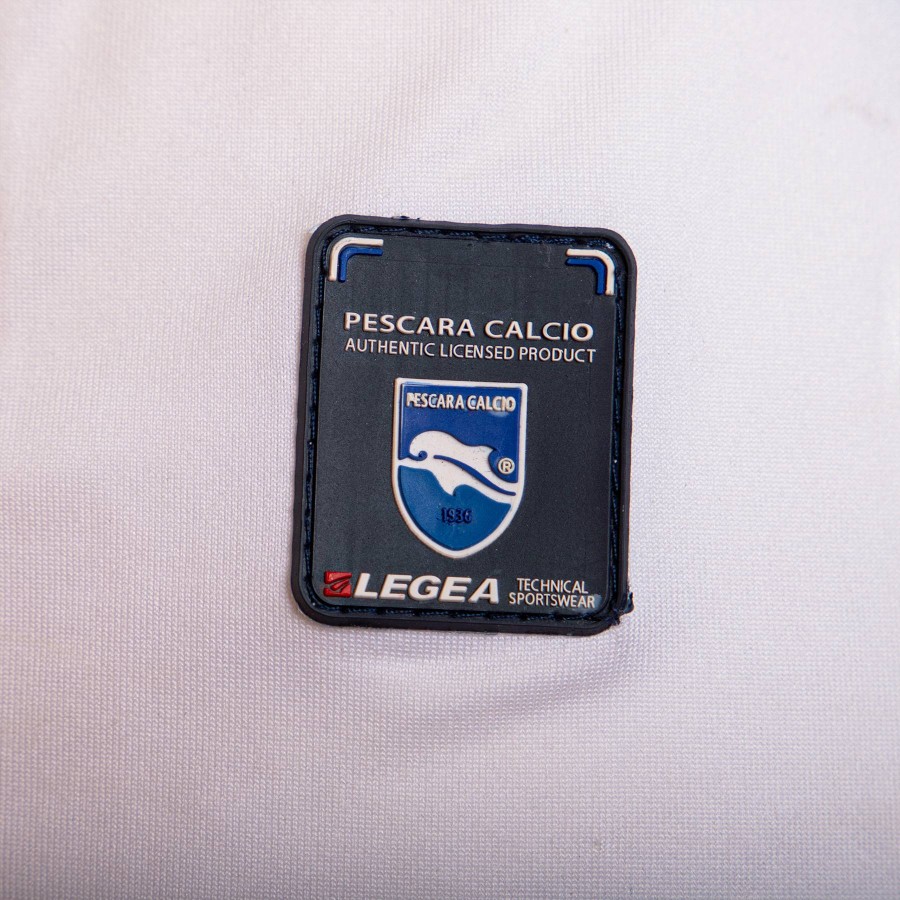 PESCARA CALCIO
AUTHENTIC LICENSED PRODUCT
PESCARA CALCIO
®
1936
LEGEA
TECHNICAL
SPORTSWEAR